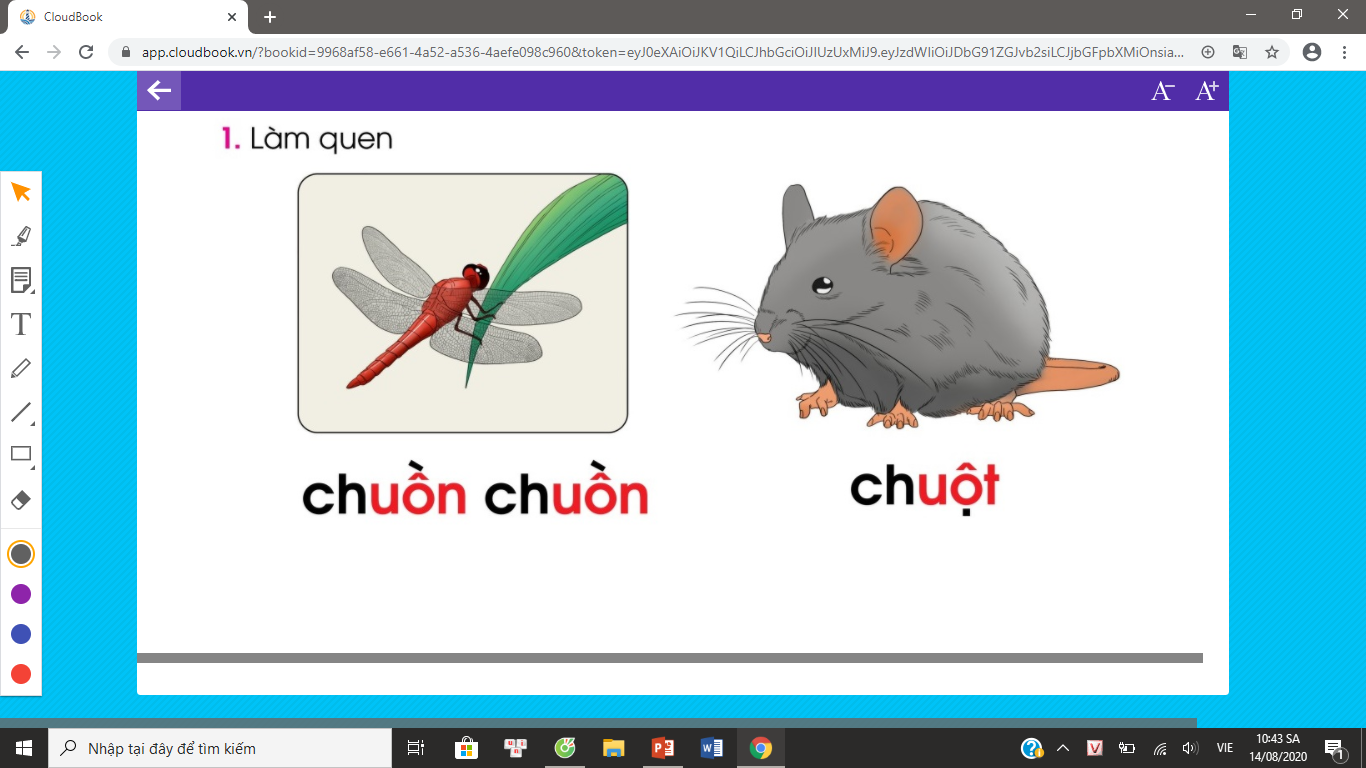 CloudBook
app.cloudbook.vn/?bookid=9968af58-e661-4a52-a536-4aefe098c960&token=eyJ0eXAiOiJKV1QiLCJhbGciOiJIUzUxMiJ9.eyJzdWIiOiJDbG91ZGJvb2siLCJjbGFpbXMiOnsia...
A⁻ A⁺
1. Làm quen
chuồn chuồn
chuột
T
Nhập tại đây để tìm kiếm
VIE
10:43 SA
14/08/2020
1